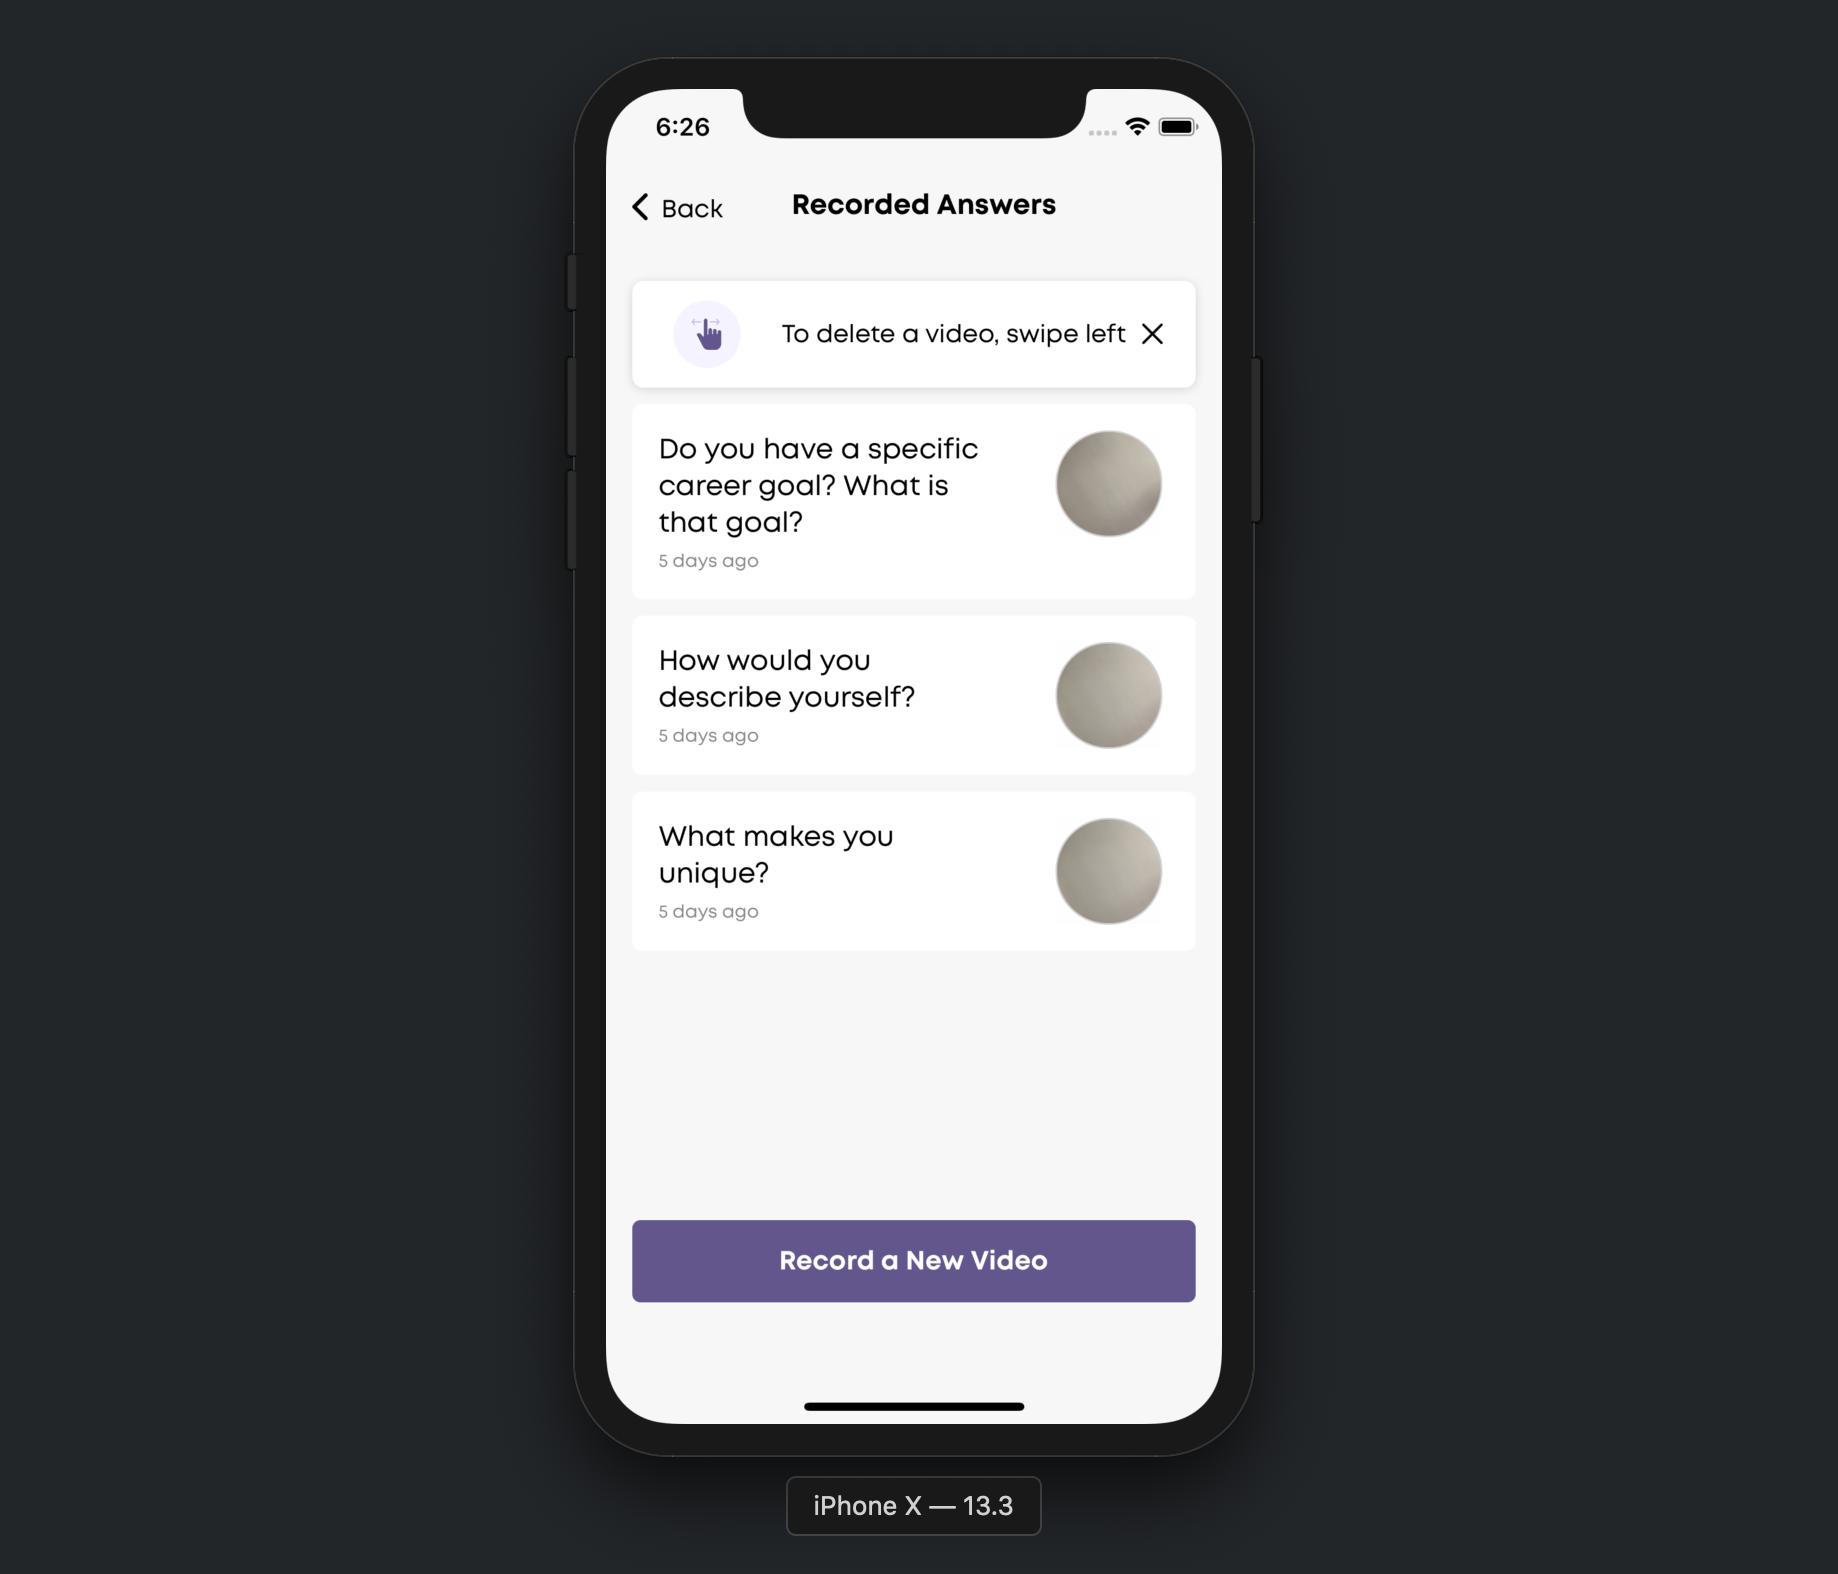 6:26
Back
Recorded Answers
To delete a video, swipe left
Do you have a specific
career goal? What is
that goal?
5 days ago
How would you
describe yourself?
5 days ago
What makes you
unique?
5 days ago
Record a New Video
iPhone X — 13.3